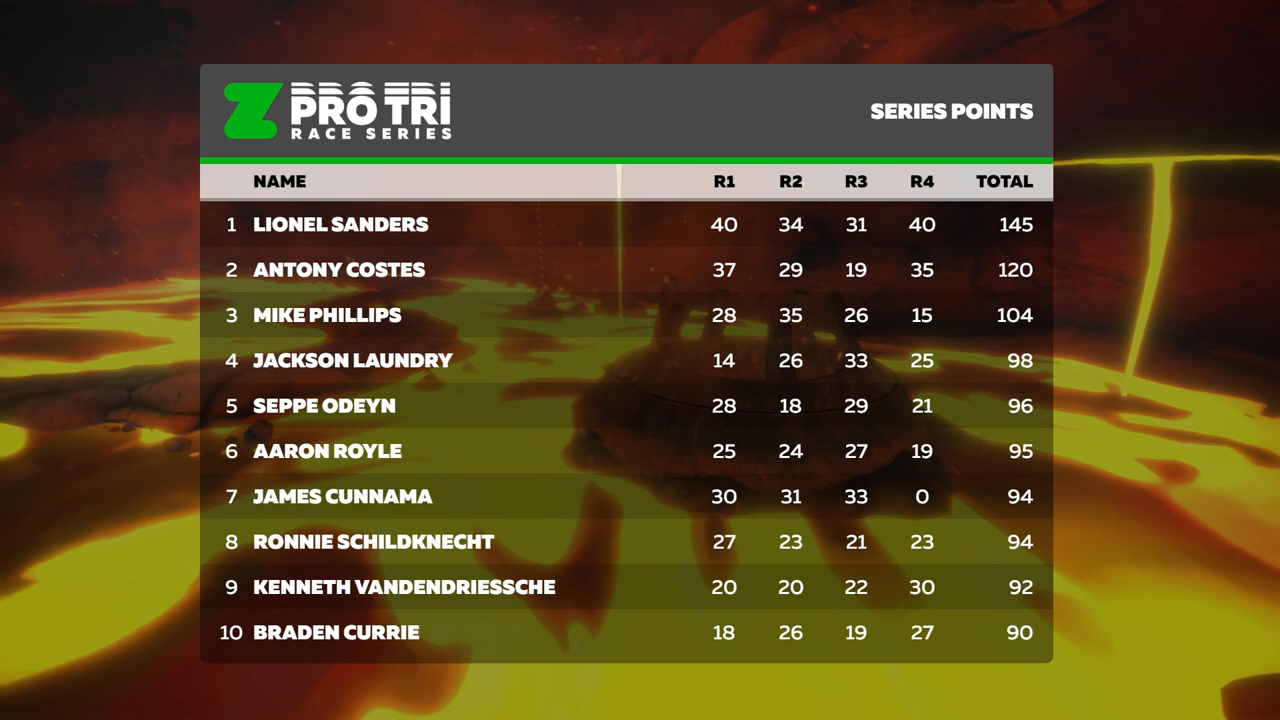 Z PRO TRI
RACE SERIES
SERIES POINTS
NAME R1 R2 R3 R4 TOTAL
1 LIONEL SANDERS 40 34 31 40 145
2 ANTONY COSTES 37 29 19 35 120
3 MIKE PHILLIPS 28 35 26 15 104
4 JACKSON LAUNDRY 14 26 33 25 98
5 SEPPE ODEYN 28 18 29 21 96
6 AARON ROYLE 25 24 27 19 95
7 JAMES CUNNAMA 30 31 33 0 94
8 RONNIE SCHILDKNECHT 27 23 21 23 94
9 KENNETH VANDENDRIESSCHE 20 20 22 30 92
10 BRADEN CURRIE 18 26 19 27 90